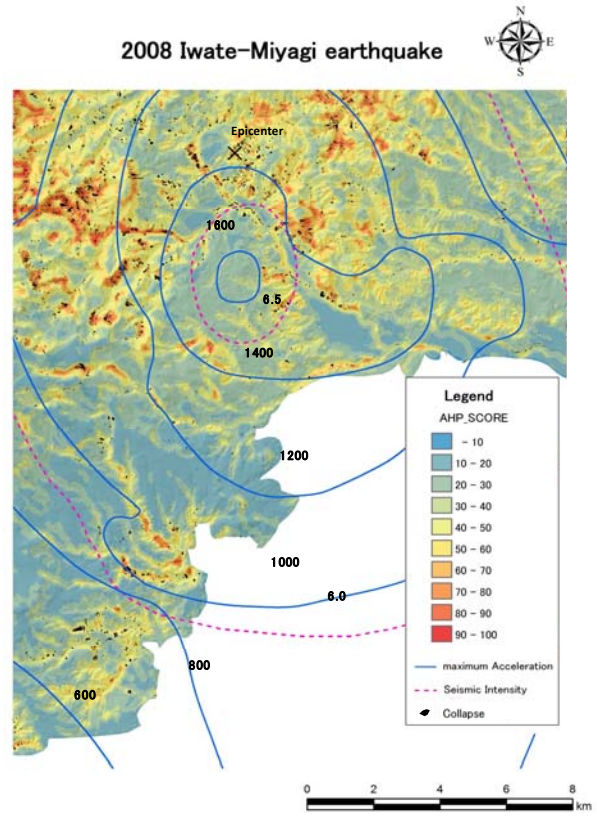 N
W E
S
2008 Iwate-Miyagi earthquake
Epicenter
1600
6.5
1400
1200
1000
6.0
800
600
Legend
AHP_SCORE
- 10
10 - 20
20 - 30
30 - 40
40 - 50
50 - 60
60 - 70
70 - 80
80 - 90
90 - 100
maximum Acceleration
Seismic Intensity
Collapse
0 2 4 6 8
km